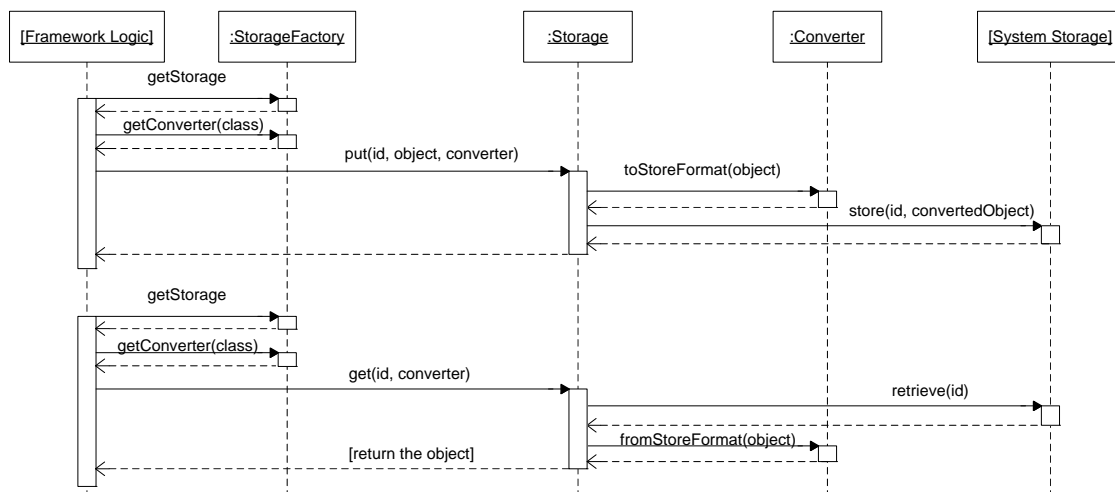 [Framework Logic]
:StorageFactory
:Storage
:Converter
[System Storage]
getStorage
getConverter(class)
put(id, object, converter)
toStoreFormat(object)
store(id, convertedObject)
getStorage
getConverter(class)
get(id, converter)
retrieve(id)
fromStoreFormat(object)
[return the object]